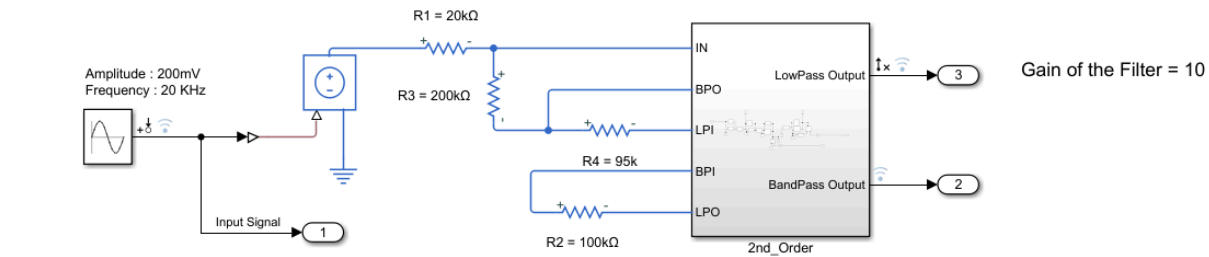 R1 = 20kΩ
Amplitude : 200mV
Frequency : 20 KHz
R3 = 200kΩ
R4 = 95k
R2 = 100kΩ
IN
BPO
LPI
BPI
LPO
LowPass Output
BandPass Output
2nd_Order
3
2
Input Signal
1
Gain of the Filter = 10